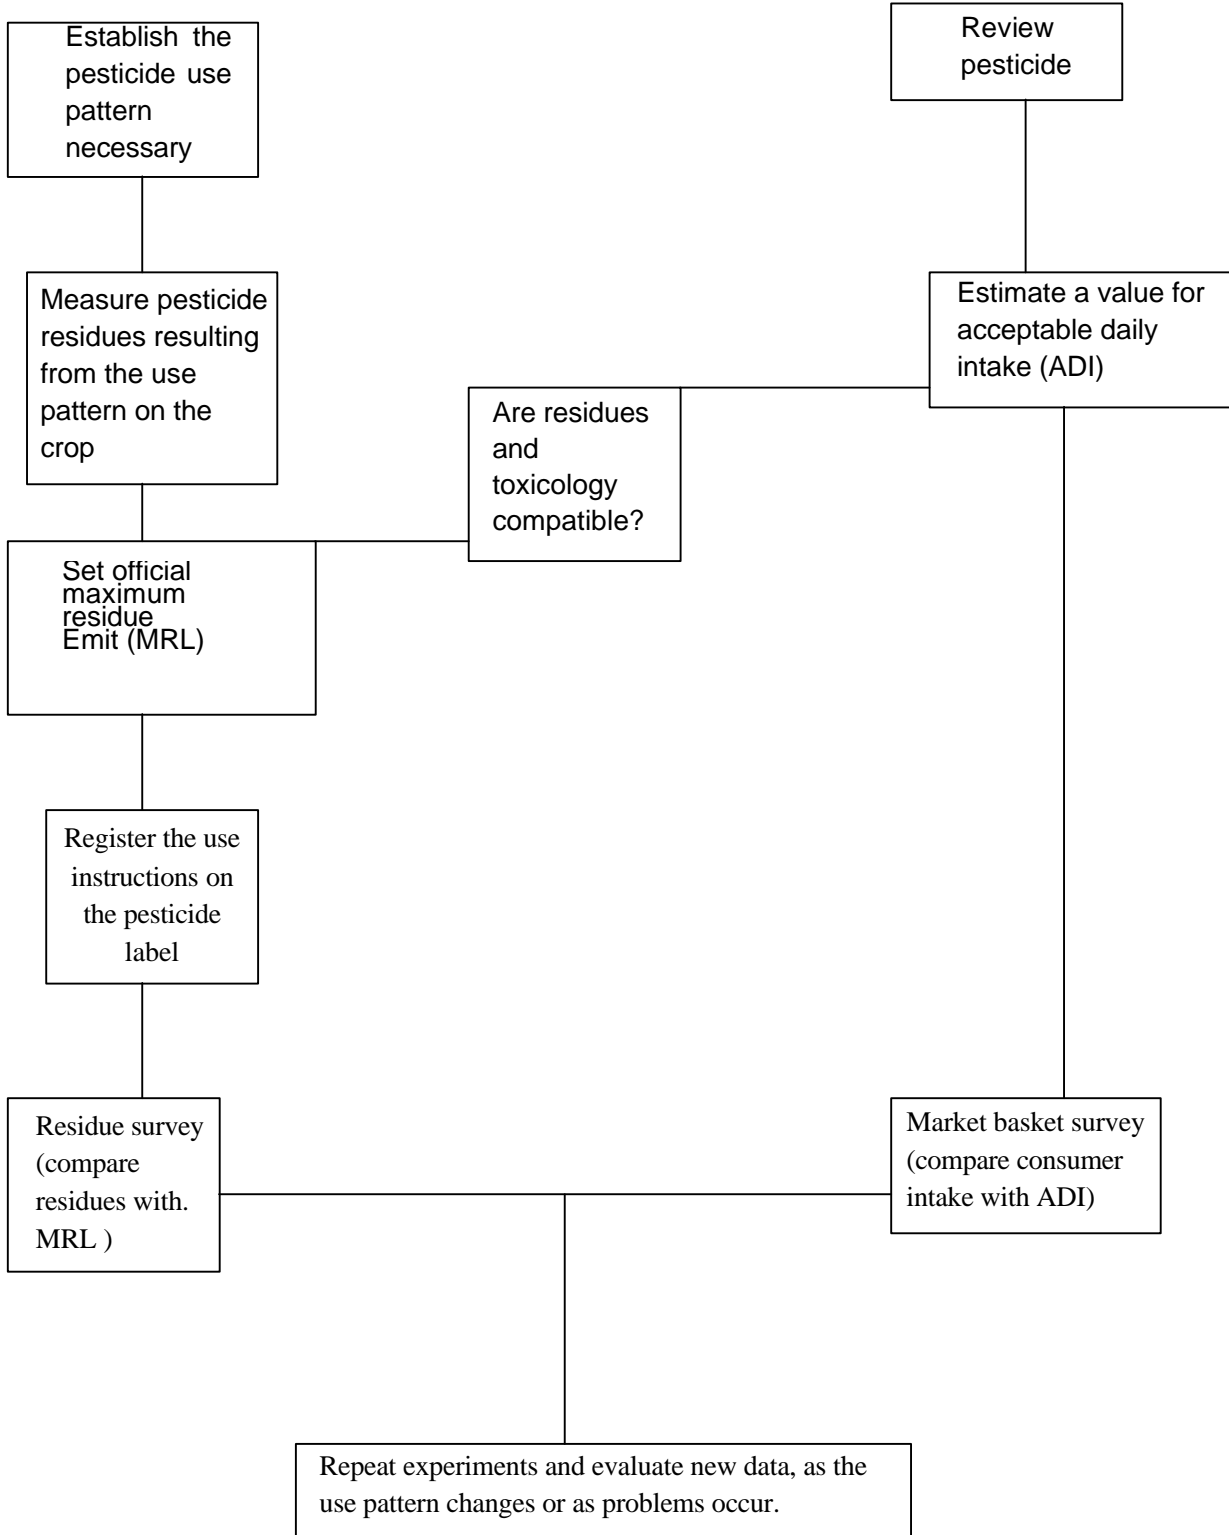 Establish the
pesticide use
pattern
necessary
Review
pesticide
Measure pesticide
residues resulting
from the use
pattern on the
crop
Estimate a value for
acceptable daily
intake (ADI)
Are residues
and
toxicology
compatible?
Set official
maximum
residue
Emit (MRL)
Register the use
instructions on
the pesticide
label
Residue survey
(compare
residues with.
MRL )
Market basket survey
(compare consumer
intake with ADI)
Repeat experiments and evaluate new data, as the
use pattern changes or as problems occur.